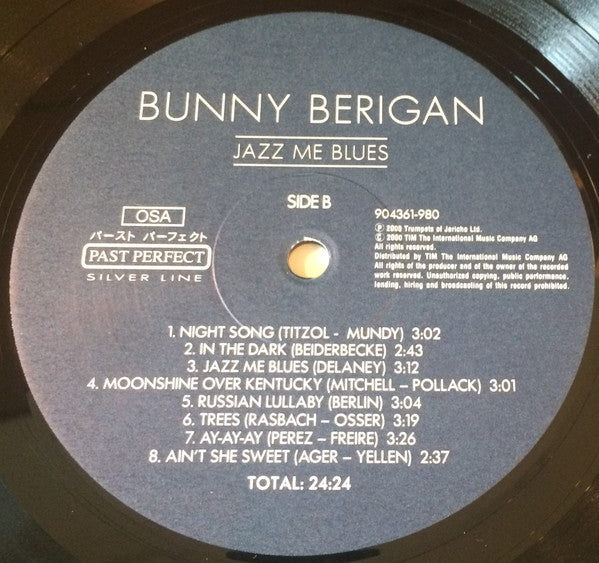 BUNNY BERIGAN
JAZZ ME BLUES
SIDE B
OSA
パースト パーフェクト
PAST PERFECT
SILVER LINE
904361-980
Ⓟ 2000 Trumpets of Jericho Ltd.
© 2000 TIM The International Music Company AG
All rights reserved.
Distributed by TIM The International Music Company AG
All rights of the producer and of the owner of the recorded
work reserved. Unauthorized copying, public performance,
lending, hiring and broadcasting of this record prohibited.
1. NIGHT SONG (TITZOL - MUNDY) 3:02
2. IN THE DARK (BEIDERBECKE) 2:43
3. JAZZ ME BLUES (DELANEY) 3:12
4. MOONSHINE OVER KENTUCKY (MITCHELL – POLLACK) 3:01
5. RUSSIAN LULLABY (BERLIN) 3:04
6. TREES (RASBACH – OSSER) 3:19
7. AY-AY-AY (PEREZ – FREIRE) 3:26
8. AIN'T SHE SWEET (AGER – YELLEN) 2:37
TOTAL: 24:24